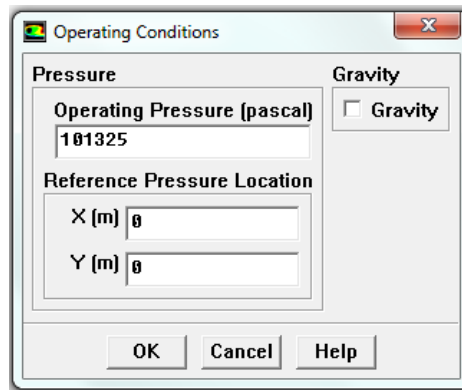 Operating Conditions
x
Pressure
Operating Pressure (pascal)
101325
Reference Pressure Location
X (m) 0
Y (m) 0
Gravity
Gravity
OK Cancel Help